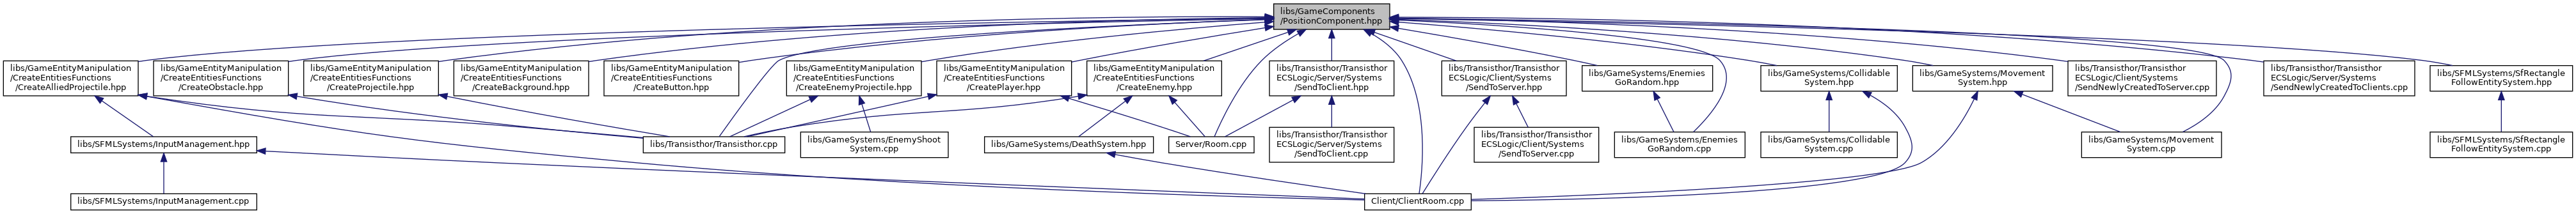 libs/GameComponents
/PositionComponent.hpp
libs/GameEntityManipulation
/CreateEntitiesFunctions
/CreateAlliedProjectile.hpp
libs/GameEntityManipulation
/CreateEntitiesFunctions
/CreateObstacle.hpp
libs/GameEntityManipulation
/CreateEntitiesFunctions
/CreateProjectile.hpp
libs/GameEntityManipulation
/CreateEntitiesFunctions
/CreateBackground.hpp
libs/GameEntityManipulation
/CreateEntitiesFunctions
/CreateButton.hpp
libs/GameEntityManipulation
/CreateEntitiesFunctions
/CreateEnemyProjectile.hpp
libs/GameEntityManipulation
/CreateEntitiesFunctions
/CreatePlayer.hpp
libs/GameEntityManipulation
/CreateEntitiesFunctions
/CreateEnemy.hpp
libs/Transisthor/Transisthor
ECSLogic/Server/Systems
/SendToClient.hpp
libs/Transisthor/Transisthor
ECSLogic/Client/Systems
/SendToServer.hpp
libs/GameSystems/Enemies
GoRandom.hpp
libs/GameSystems/Collidable
System.hpp
libs/GameSystems/Movement
System.hpp
libs/Transisthor/Transisthor
ECSLogic/Client/Systems
/SendNewlyCreatedToServer.cpp
libs/Transisthor/Transisthor
ECSLogic/Server/Systems
/SendNewlyCreatedToClients.cpp
libs/SFMLSystems/SfRectangle
FollowEntitySystem.hpp
libs/SFMLSystems/InputManagement.hpp
libs/Transisthor/Transisthor.cpp
libs/GameSystems/EnemyShoot
System.cpp
libs/GameSystems/DeathSystem.hpp
Server/Room.cpp
libs/Transisthor/Transisthor
ECSLogic/Server/Systems
/SendToClient.cpp
libs/Transisthor/Transisthor
ECSLogic/Client/Systems
/SendToServer.cpp
libs/GameSystems/Enemies
GoRandom.cpp
libs/GameSystems/Collidable
System.cpp
libs/GameSystems/Movement
System.cpp
libs/SFMLSystems/SfRectangle
FollowEntitySystem.cpp
libs/SFMLSystems/InputManagement.cpp
Client/ClientRoom.cpp